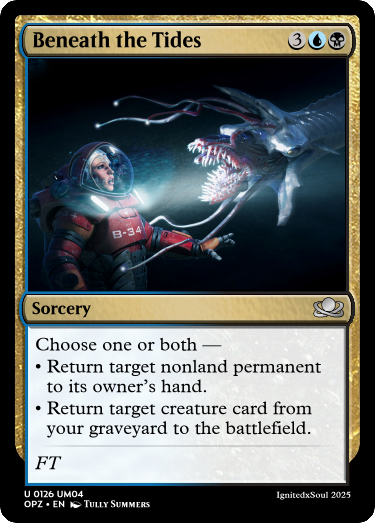 Beneath the Tides 3
B-34
Sorcery
Choose one or both —
• Return target nonland permanent
to its owner's hand.
• Return target creature card from
your graveyard to the battlefield.
FT
U 0126 UM04
OPZ • EN Tully Summers
IgnitedxSoul 2025